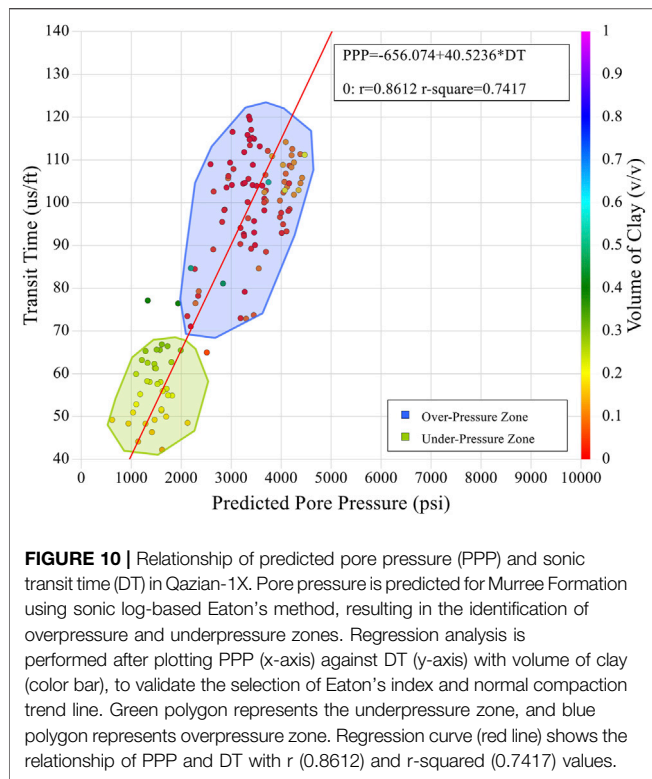 PPP=-656.074+40.5236*DT
0: r=0.8612 r-square=0.7417
Transit Time (us/ft)
140
130
120
110
100
90
80
70
60
50
40
0 1000 2000 3000 4000 5000 6000 7000 8000 9000 10000
Predicted Pore Pressure (psi)
Over-Pressure Zone
Under-Pressure Zone
1
0.9
0.8
0.7
0.6
0.5
0.4
0.3
0.2
0.1
0
Volume of Clay (v/v)
FIGURE 10 | Relationship of predicted pore pressure (PPP) and sonic
transit time (DT) in Qazian-1X. Pore pressure is predicted for Murree Formation
using sonic log-based Eaton's method, resulting in the identification of
overpressure and underpressure zones. Regression analysis is
performed after plotting PPP (x-axis) against DT (y-axis) with volume of clay
(color bar), to validate the selection of Eaton's index and normal compaction
trend line. Green polygon represents the underpressure zone, and blue
polygon represents overpressure zone. Regression curve (red line) shows the
relationship of PPP and DT with r (0.8612) and r-squared (0.7417) values.